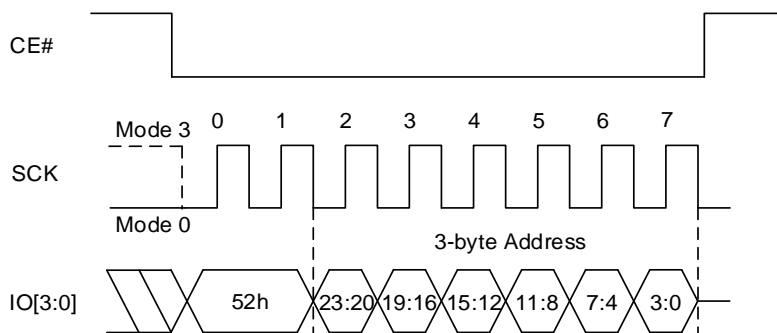 CE#
Mode 3 0 1 2 3 4 5 6 7
SCK
Mode 0
3-byte Address
IO[3:0] 52h 23:20 19:16 15:12 11:8 7:4 3:0